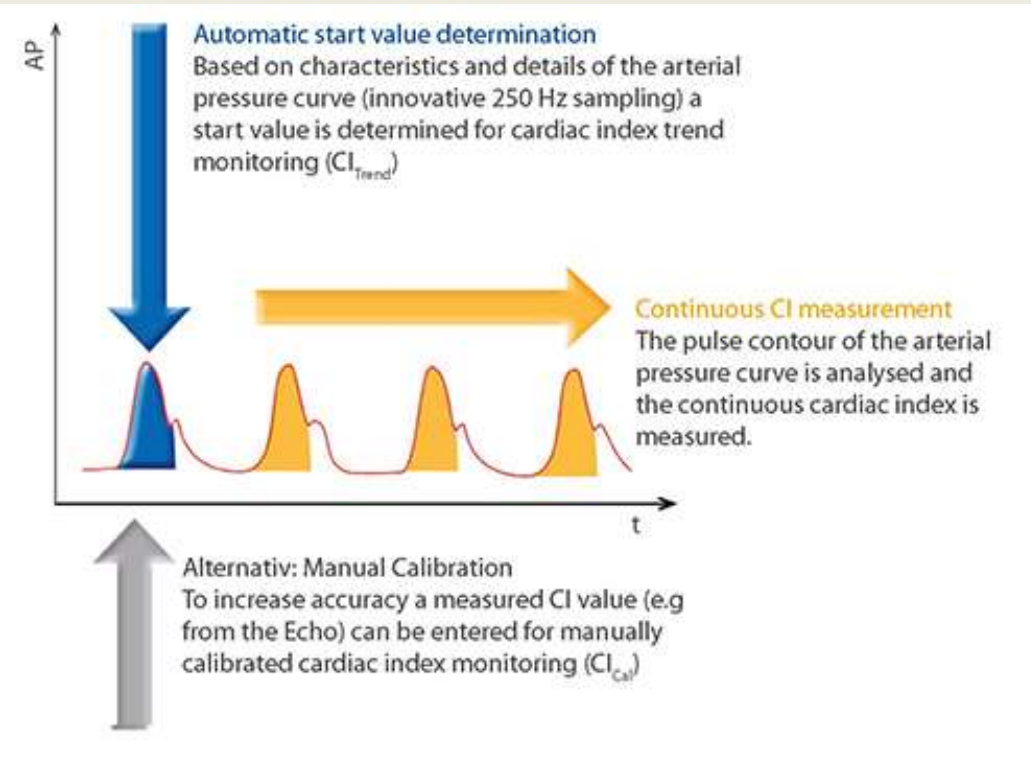 AP
Automatic start value determination
Based on characteristics and details of the arterial
pressure curve (innovative 250 Hz sampling) a
start value is determined for cardiac index trend
monitoring (CI_Trend)
Continuous CI measurement
The pulse contour of the arterial
pressure curve is analysed and
the continuous cardiac index is
measured.
t
Alternativ: Manual Calibration
To increase accuracy a measured CI value (e.g
from the Echo) can be entered for manually
calibrated cardiac index monitoring (CI_Cal)